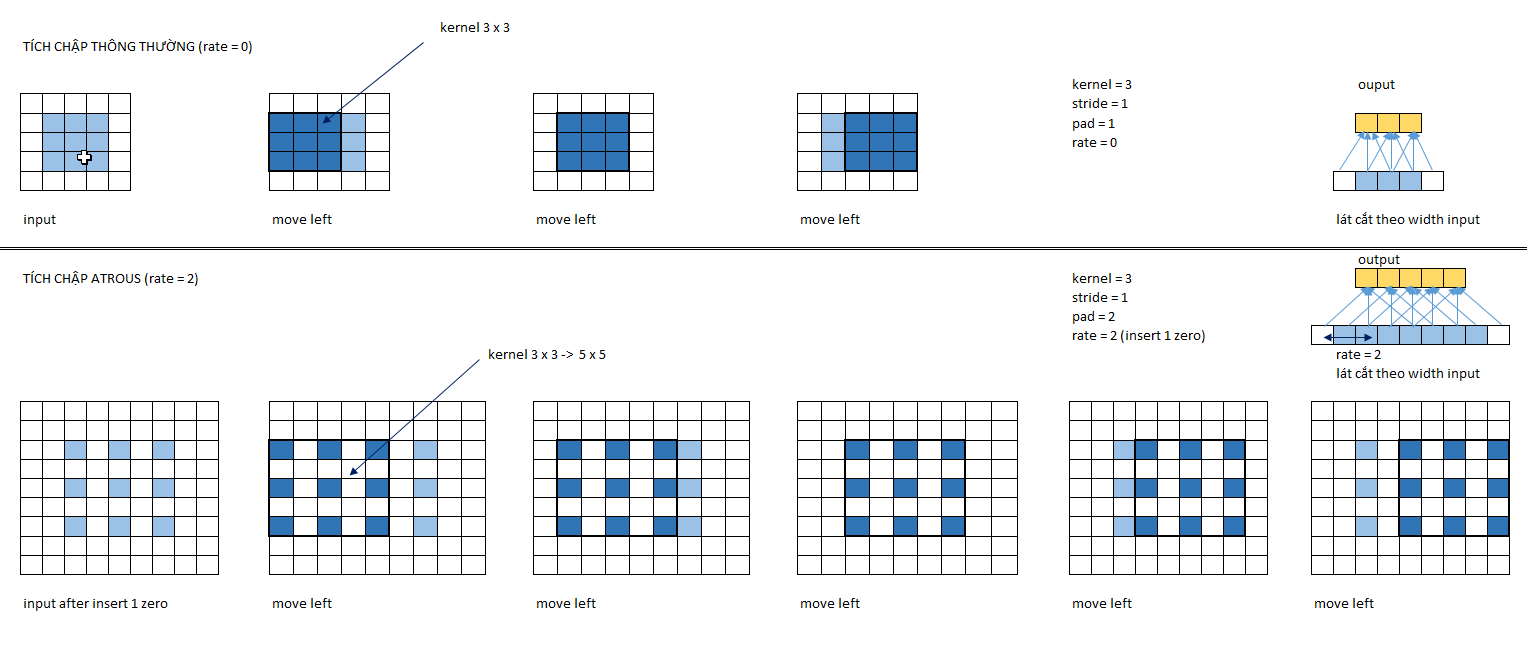 kernel 3 x 3
TÍCH CHẬP THÔNG THƯỜNG (rate = 0)
kernel = 3
stride = 1
pad = 1
rate = 0
ouput
input
move left
move left
move left
lát cắt theo width input
TÍCH CHẬP ATROUS (rate = 2)
kernel = 3
stride = 1
pad = 2
rate = 2 (insert 1 zero)
output
rate = 2
lát cắt theo width input
kernel 3 x 3 -> 5 x 5
input after insert 1 zero
move left
move left
move left
move left
move left